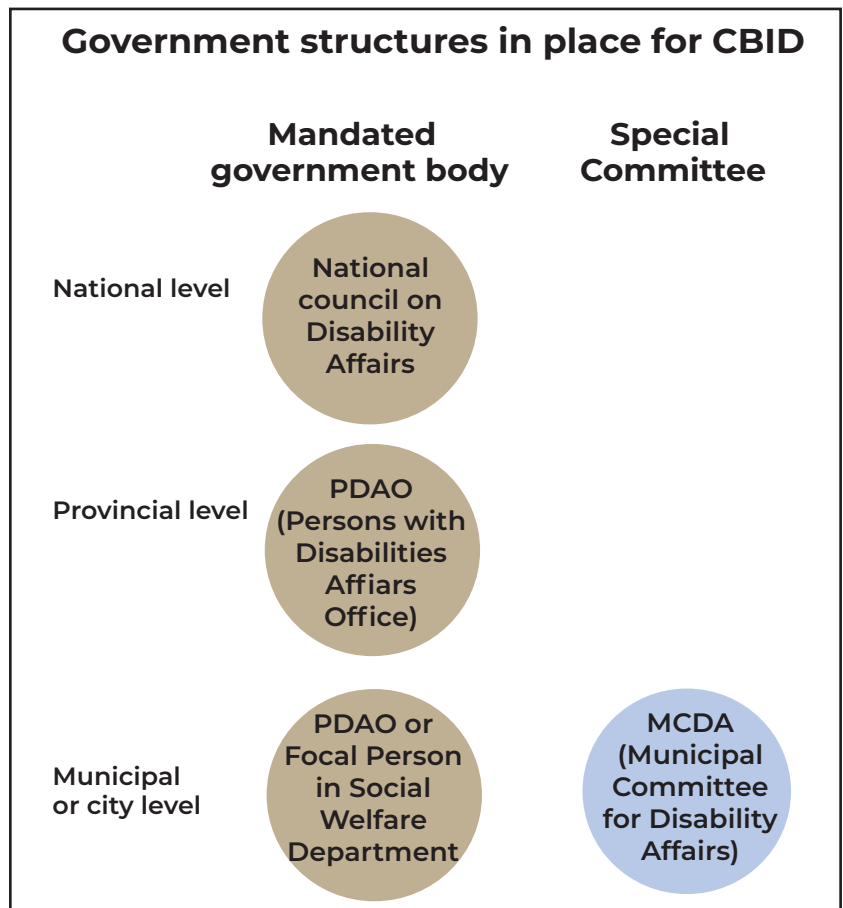 Government structures in place for CBID
Mandated
government body
Special
Committee
National level
National
council on
Disability
Affairs
Provincial level
PDAO
(Persons with
Disabilities
Affiars
Office)
Municipal
or city level
PDAO or
Focal Person
in Social
Welfare
Department
MCDA
(Municipal
Committee
for Disability
Affairs)